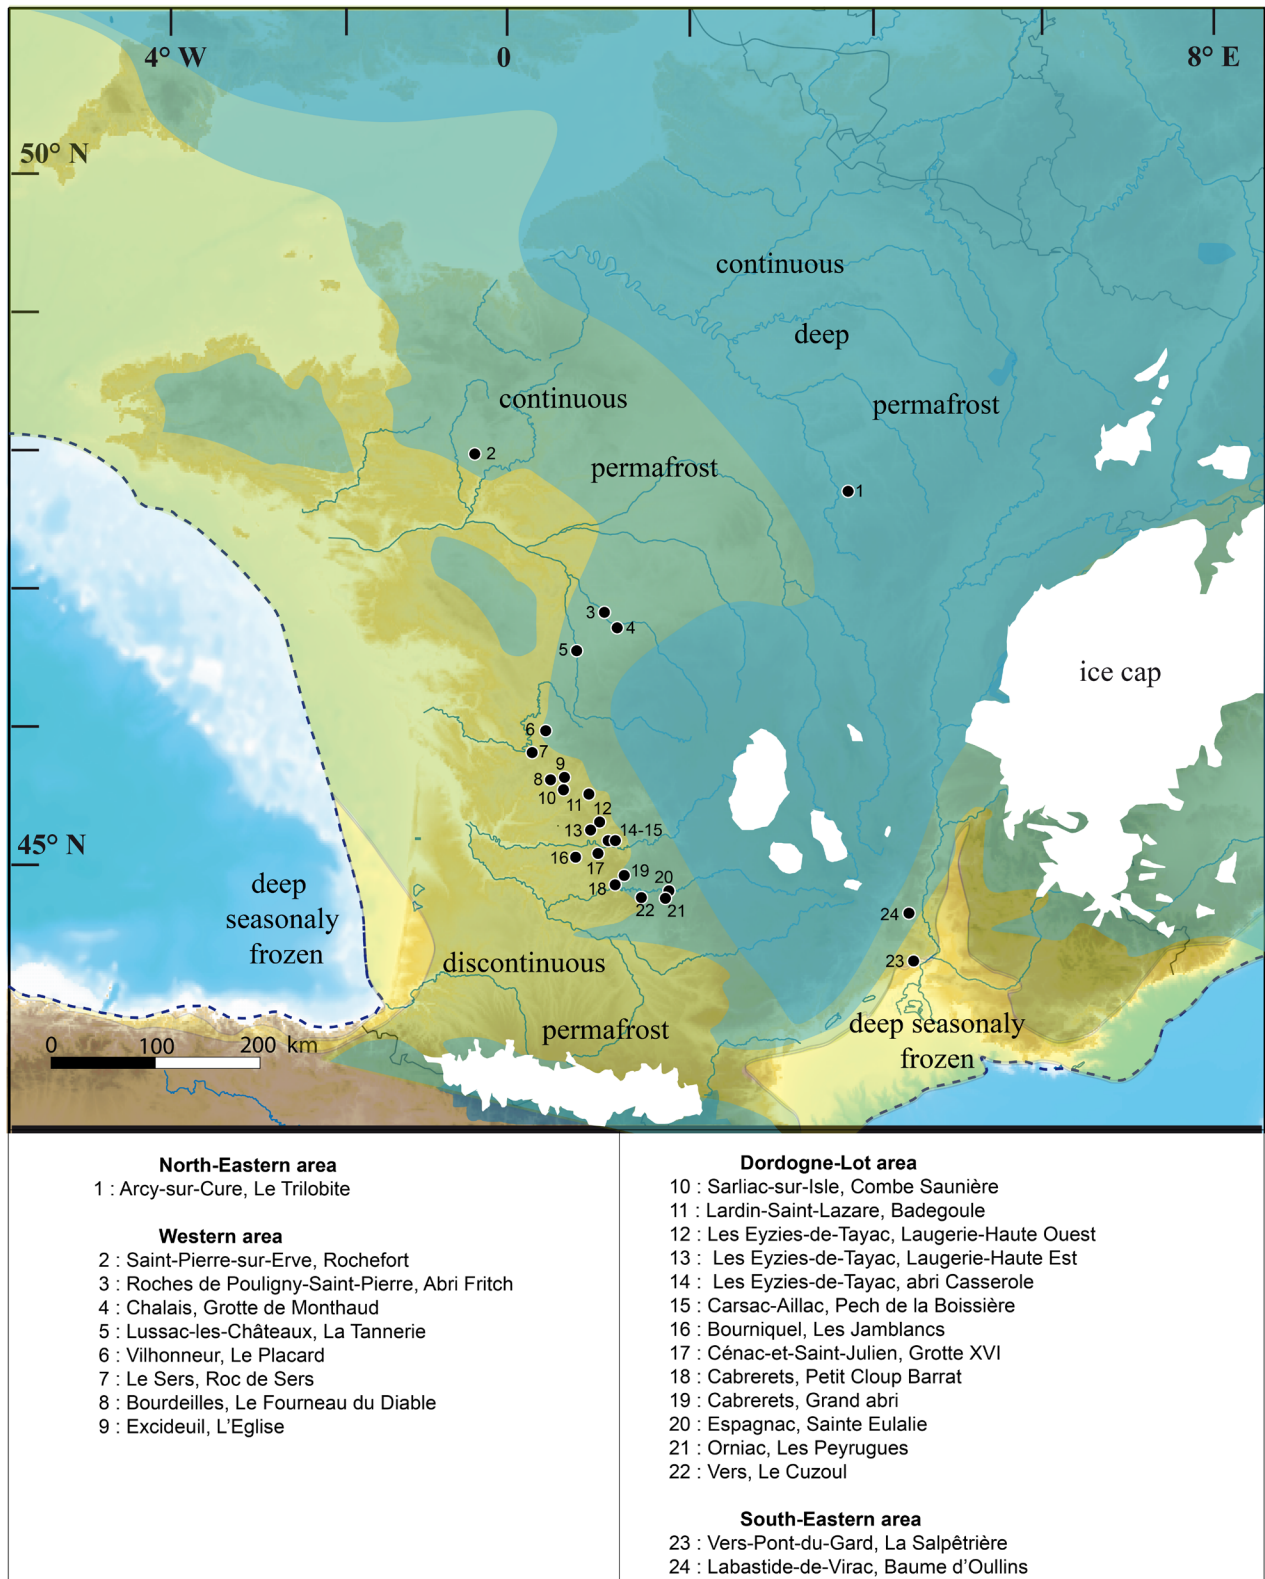 4° W
0
8° E
50° N
continuous
deep
continuous
permafrost
2
permafrost
1
3
4
5
ice cap
6
7
9
8
10
11
12
13
14-15
45° N
16
17
19
20
18
deep
22
21
24
seasonaly
frozen
discontinuous
23
deep seasonaly
permafrost
0
100
200 km
frozen
North-Eastern area
1 : Arcy-sur-Cure, Le Trilobite
Western area
2 : Saint-Pierre-sur-Erve, Rochefort
3 : Roches de Pouligny-Saint-Pierre, Abri Fritch
4 : Chalais, Grotte de Monthaud
5 : Lussac-les-Châteaux, La Tannerie
6 : Vilhonneur, Le Placard
7 : Le Sers, Roc de Sers
8 : Bourdeilles, Le Fourneau du Diable
9 : Excideuil, L'Eglise
Dordogne-Lot area
10 : Sarliac-sur-Isle, Combe Saunière
11 : Lardin-Saint-Lazare, Badegoule
12 : Les Eyzies-de-Tayac, Laugerie-Haute Ouest
13 : Les Eyzies-de-Tayac, Laugerie-Haute Est
14 : Les Eyzies-de-Tayac, abri Casserole
15 : Carsac-Aillac, Pech de la Boissière
16 : Bourniquel, Les Jamblancs
17 : Cénac-et-Saint-Julien, Grotte XVI
18 : Cabrerets, Petit Cloup Barrat
19 : Cabrerets, Grand abri
20 : Espagnac, Sainte Eulalie
21 : Orniac, Les Peyrugues
22 : Vers, Le Cuzoul
South-Eastern area
23 : Vers-Pont-du-Gard, La Salpêtrière
24 : Labastide-de-Virac, Baume d'Oullins